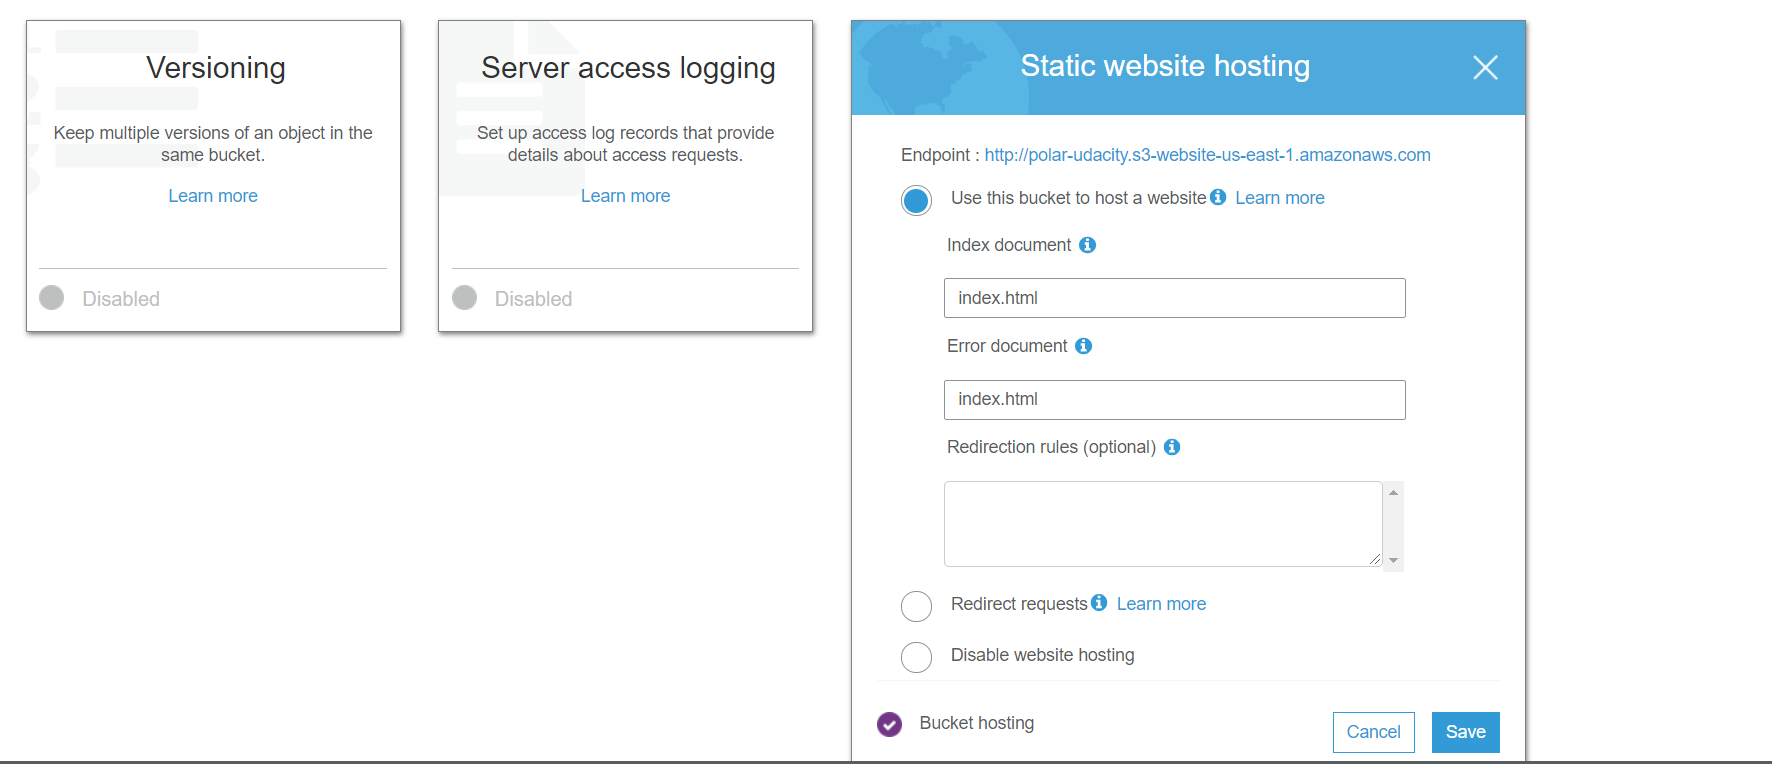 Versioning
Keep multiple versions of an object in the
same bucket.
Learn more
Disabled
Server access logging
Set up access log records that provide
details about access requests.
Learn more
Disabled
Static website hosting
Endpoint : http://polar-udacity.s3-website-us-east-1.amazonaws.com
Use this bucket to host a website Learn more
Index document
index.html
Error document
index.html
Redirection rules (optional)
Redirect requests Learn more
Disable website hosting
Bucket hosting
Cancel Save